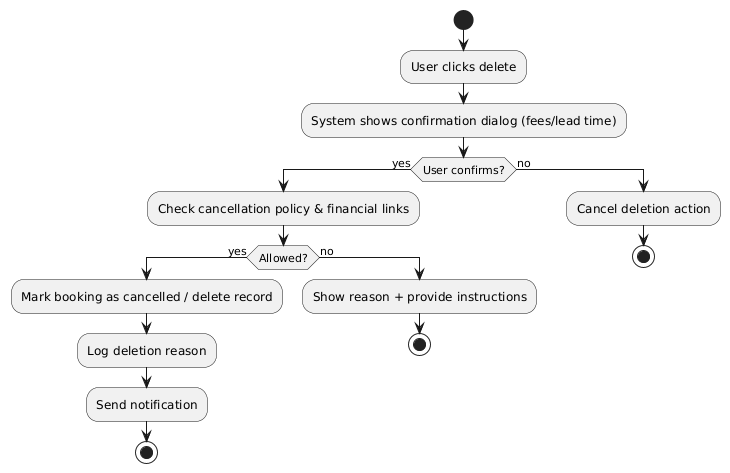 User clicks delete
System shows confirmation dialog (fees/lead time)
yes
User confirms?
no
Check cancellation policy & financial links
Cancel deletion action
yes
Allowed?
no
Mark booking as cancelled / delete record
Show reason + provide instructions
Log deletion reason
Send notification